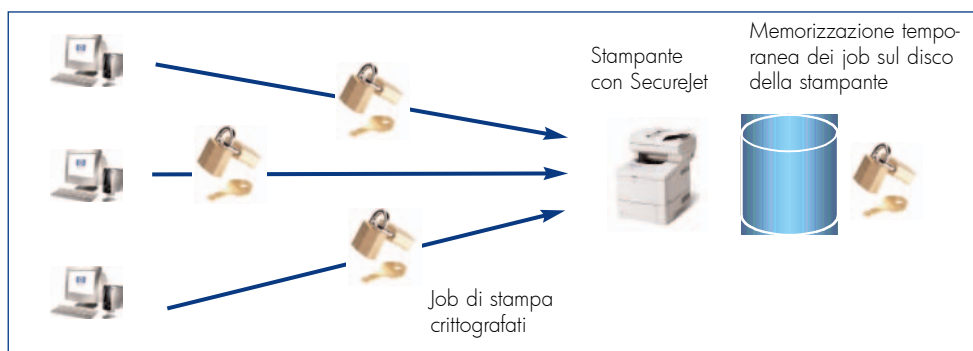 Stampante
con SecureJet
Memorizzazione tempo-
ranea dei job sul disco
della stampante
Job di stampa
crittografati